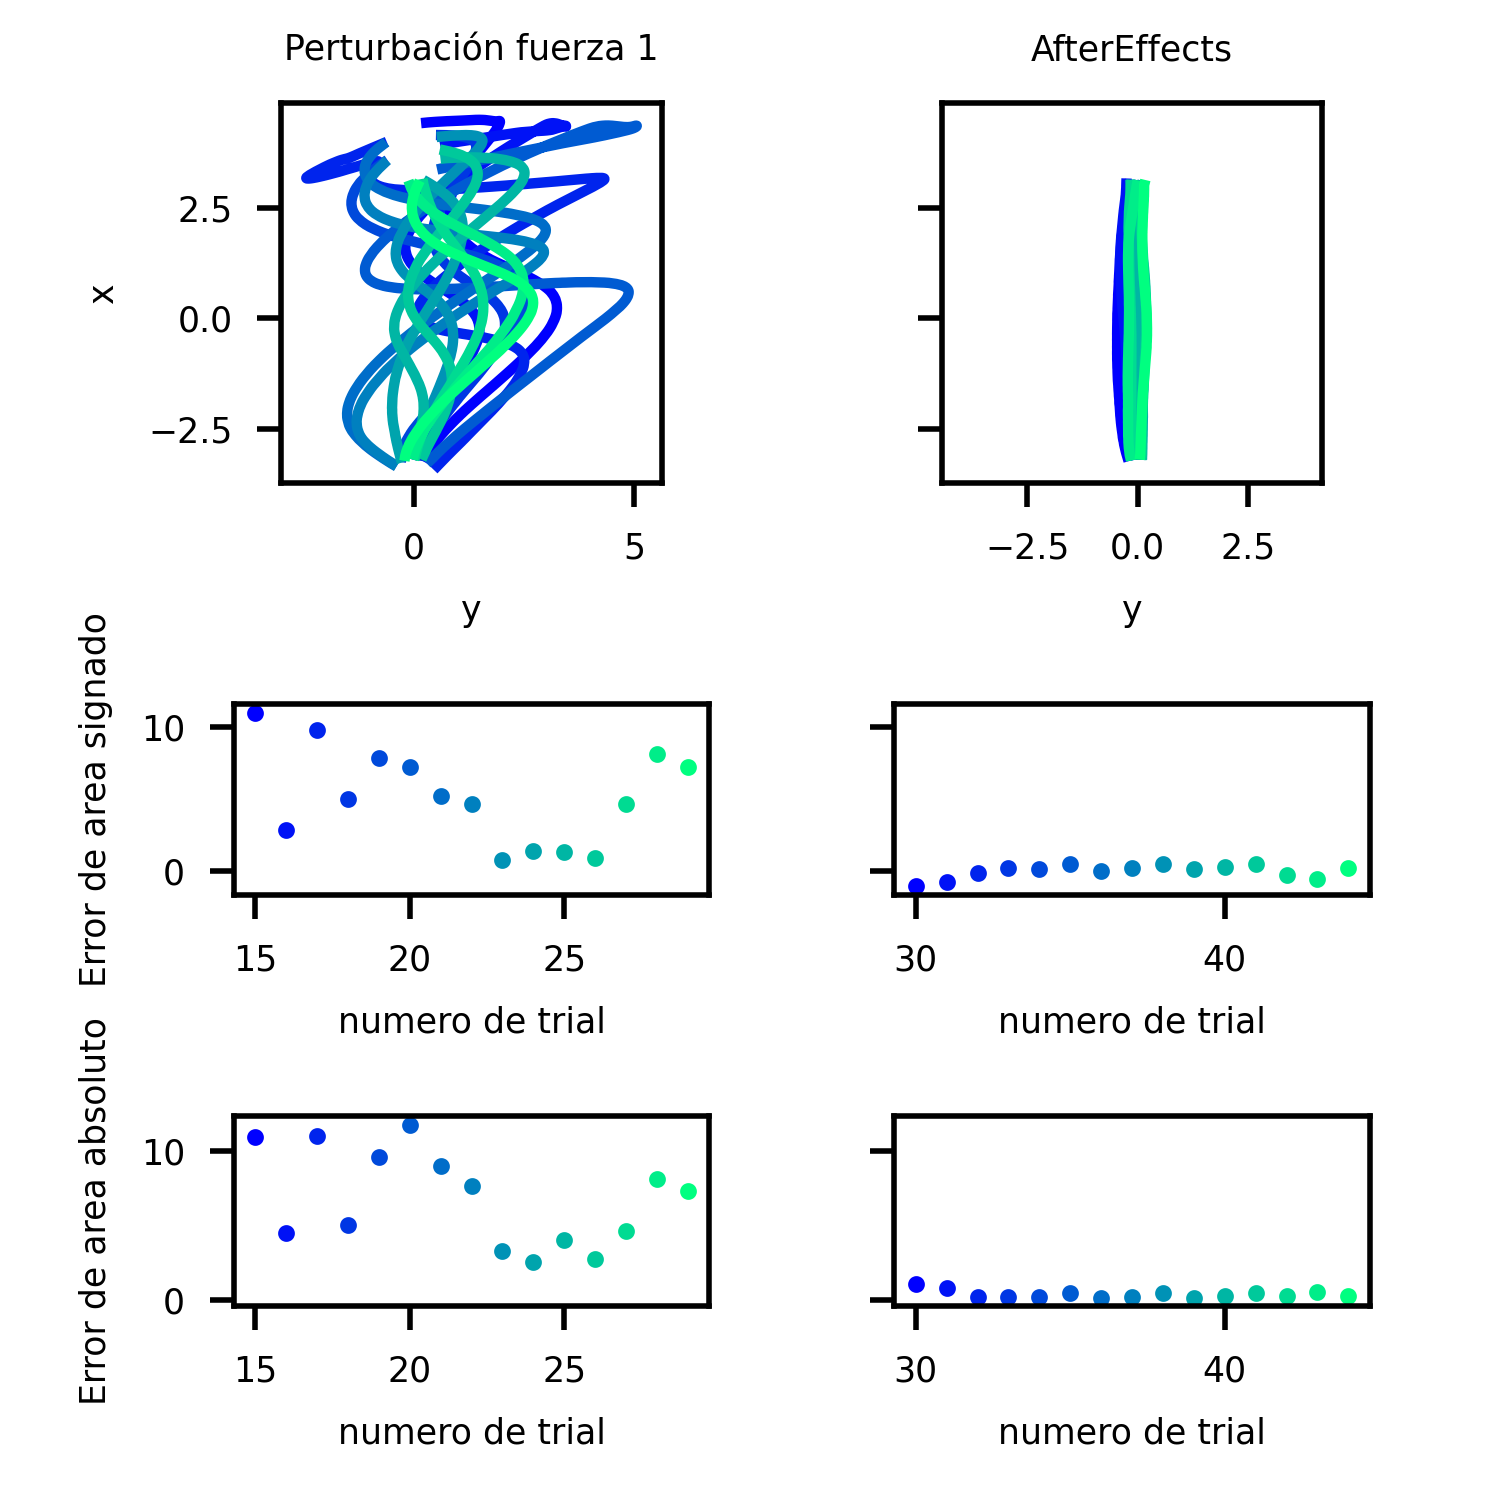 Perturbación fuerza 1
AfterEffects
x
2.5
0.0
−2.5
0
5
y
−2.5
0.0
2.5
y
Error de area signado
10
0
15
20
25
numero de trial
30
40
numero de trial
Error de area absoluto
10
0
15
20
25
numero de trial
30
40
numero de trial